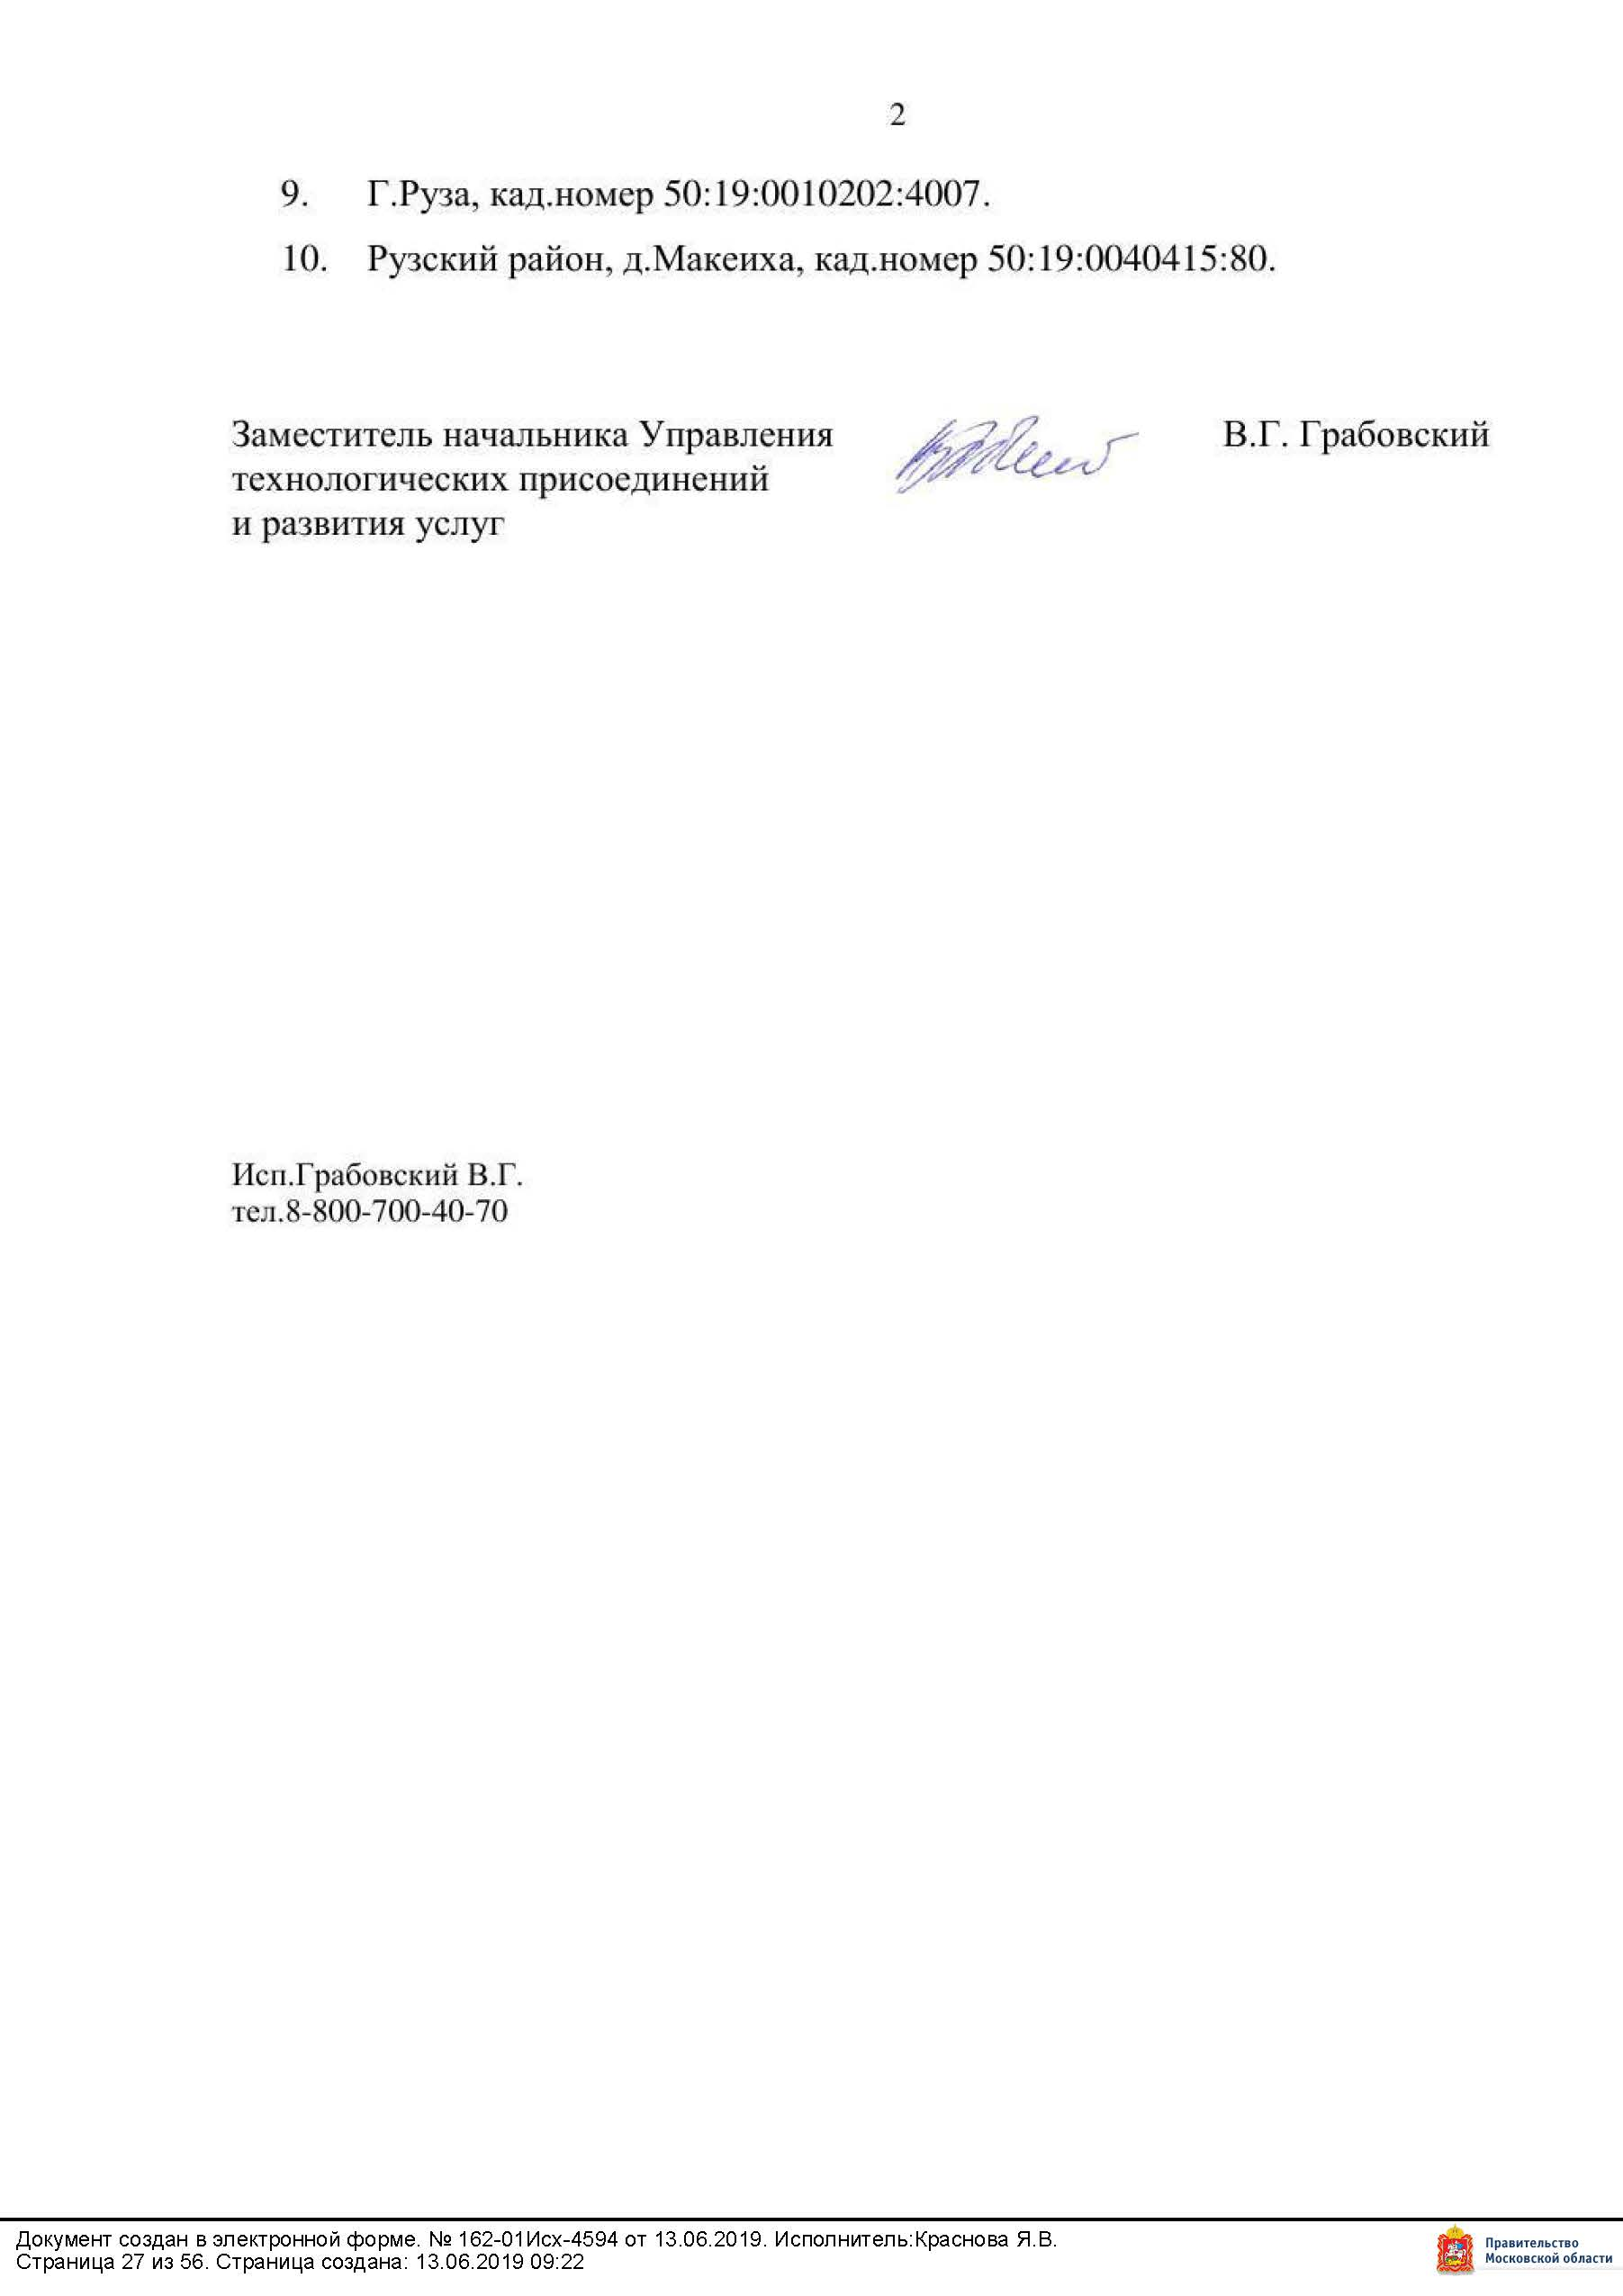 2
9. Г.Руза, кад.номер 50:19:0010202:4007.
10. Рузский район, д.Макеиха, кад.номер 50:19:0040415:80.
Заместитель начальника Управления В.Г. Грабовский
технологических присоединений
и развития услуг
Исп.Грабовский В.Г.
тел.8-800-700-40-70
Документ создан в электронной форме. № 162-01Исх-4594 от 13.06.2019. Исполнитель:Краснова Я.В.
Страница 27 из 56. Страница создана: 13.06.2019 09:22
Правительство
Московской области